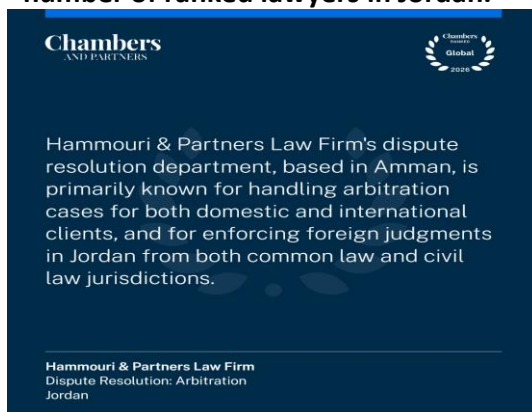 number of ranked lawyers in Jordan.
Chambers
AND PARTNERS
Chambers
RANKED IN
Global
2026
Hammouri & Partners Law Firm's dispute
resolution department, based in Amman, is
primarily known for handling arbitration
cases for both domestic and international
clients, and for enforcing foreign judgments
in Jordan from both common law and civil
law jurisdictions.
Hammouri & Partners Law Firm
Dispute Resolution: Arbitration
Jordan